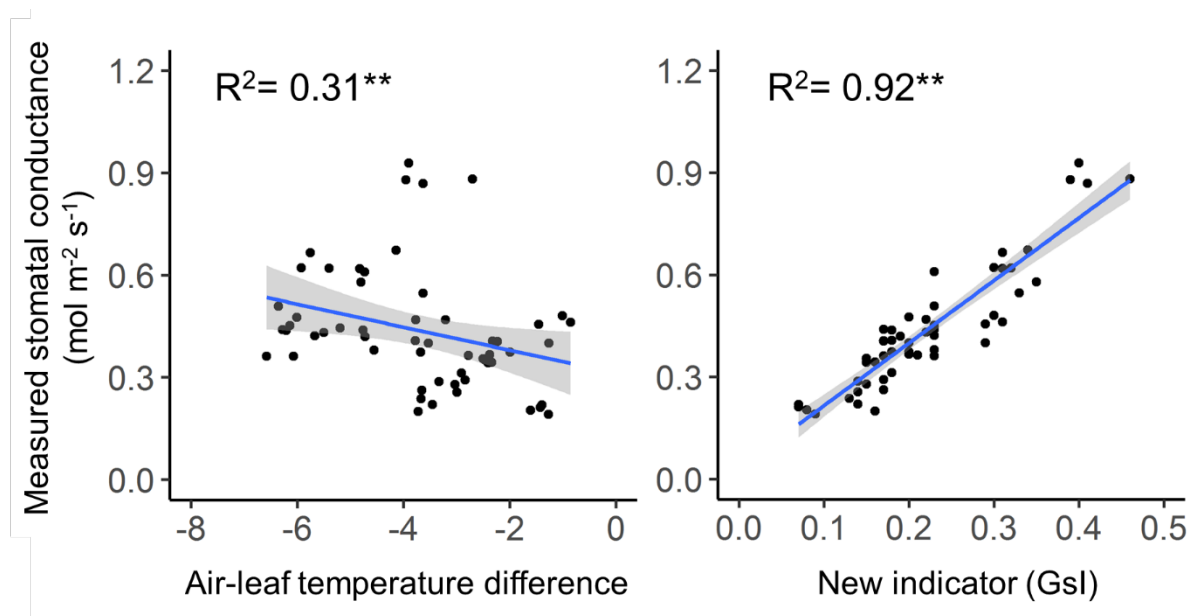 Measured stomatal conductance
(mol m⁻² s⁻¹)
R²= 0.31**
1.2
0.9
0.6
0.3
0.0
-8 -6 -4 -2 0
Air-leaf temperature difference
R²= 0.92**
1.2
0.9
0.6
0.3
0.0
0.0 0.1 0.2 0.3 0.4 0.5
New indicator (GsI)